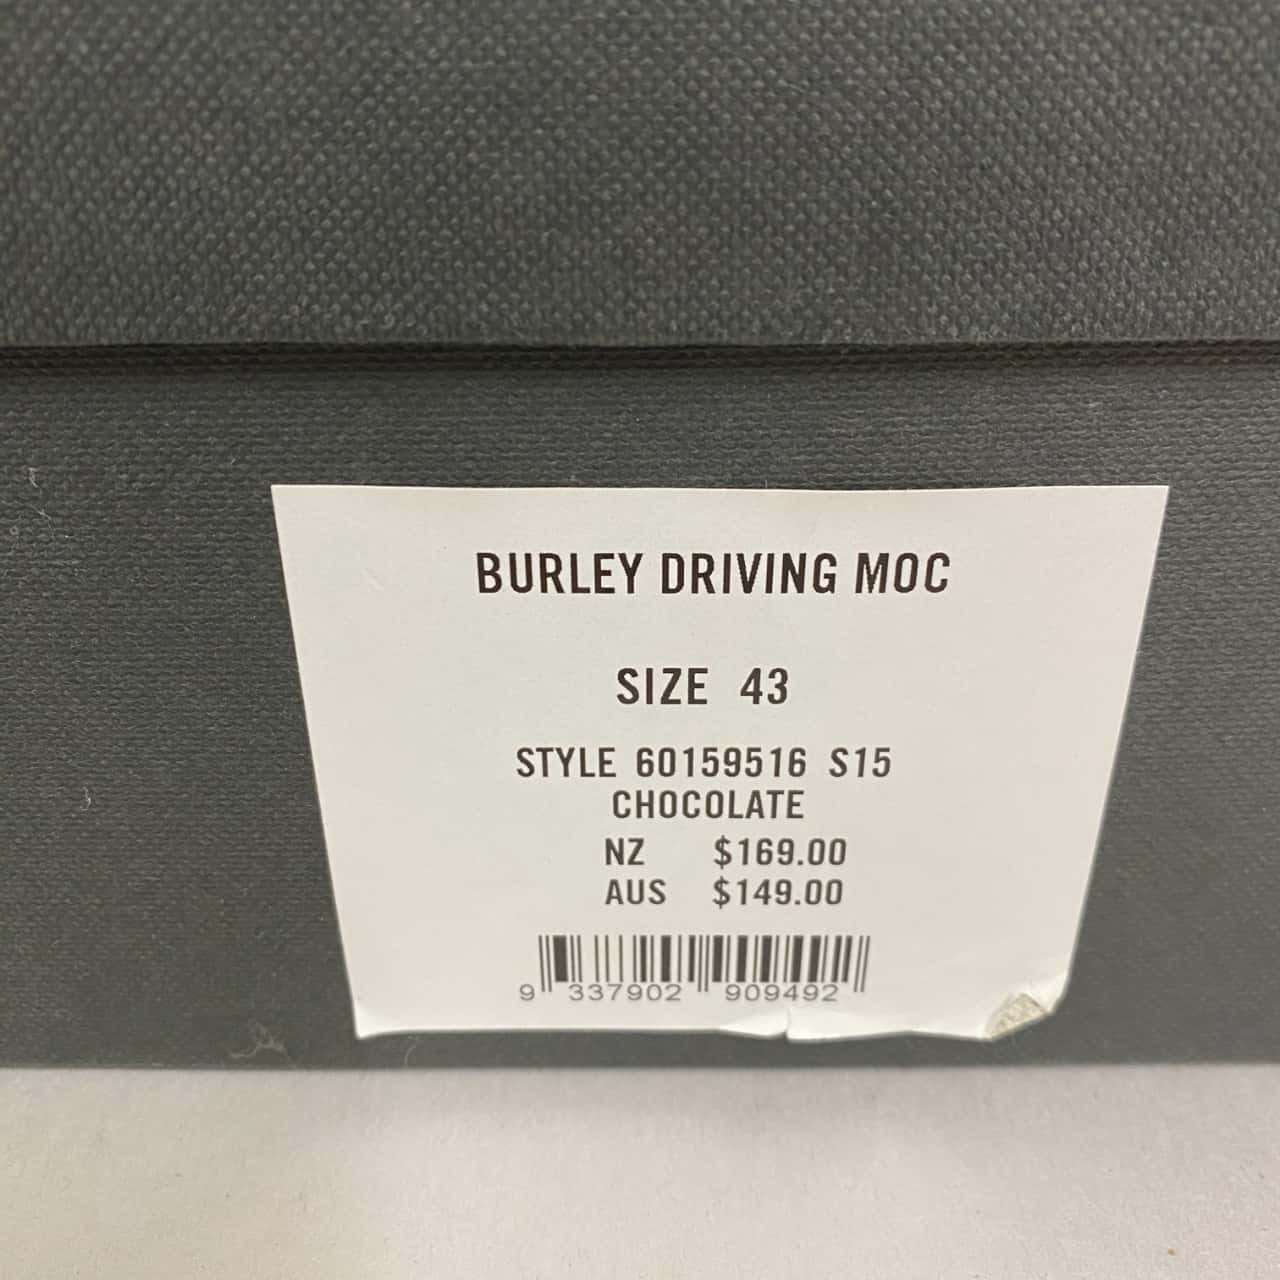 BURLEY DRIVING MOC
SIZE 43
STYLE 60159516 S15
CHOCOLATE
NZ $169.00
AUS $149.00
9 337902 909492